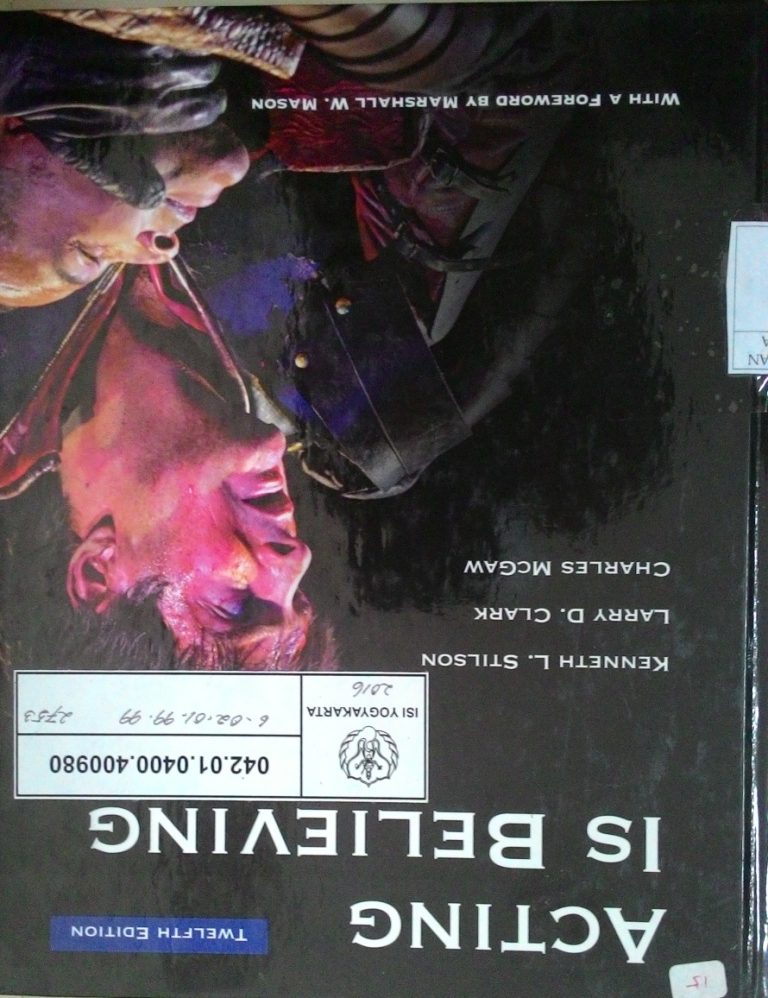 TWELFTH EDITION
ACTING
IS BELIEVING
ISI YOGYAKARTA
2016
042.01.0400.400980
6-02.01.99.99 2753
KENNETH L. STILSON
LARRY D. CLARK
CHARLES MCGAW
WITH A FOREWORD BY MARSHALL W. MASON